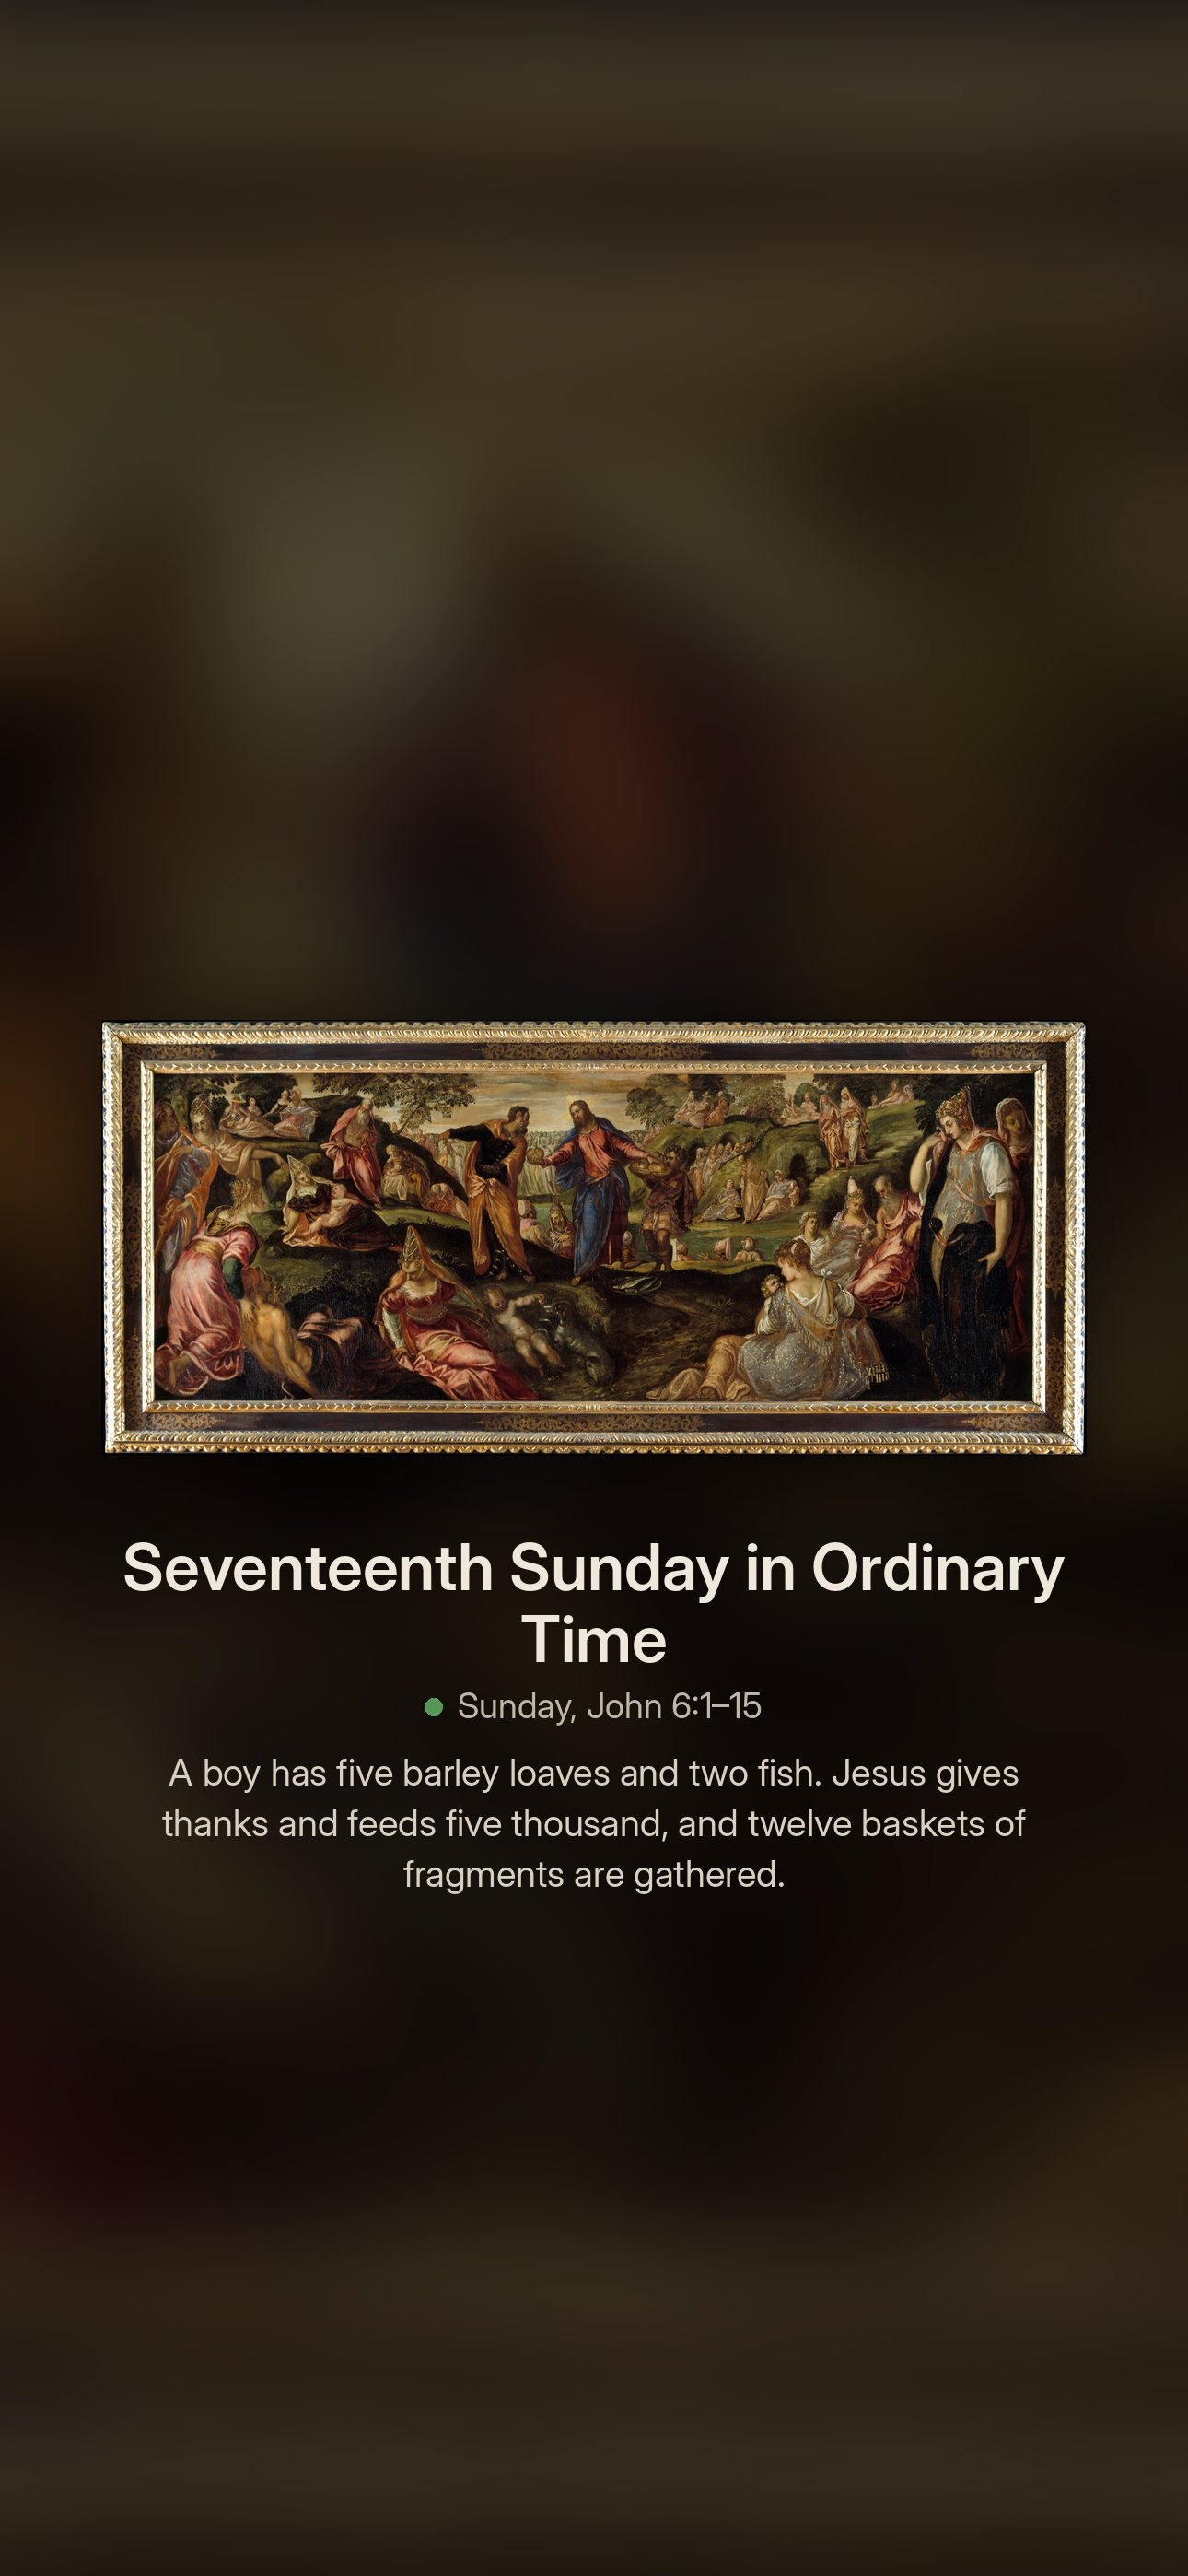 Seventeenth Sunday in Ordinary
Time
Sunday, John 6:1–15
A boy has five barley loaves and two fish. Jesus gives
thanks and feeds five thousand, and twelve baskets of
fragments are gathered.